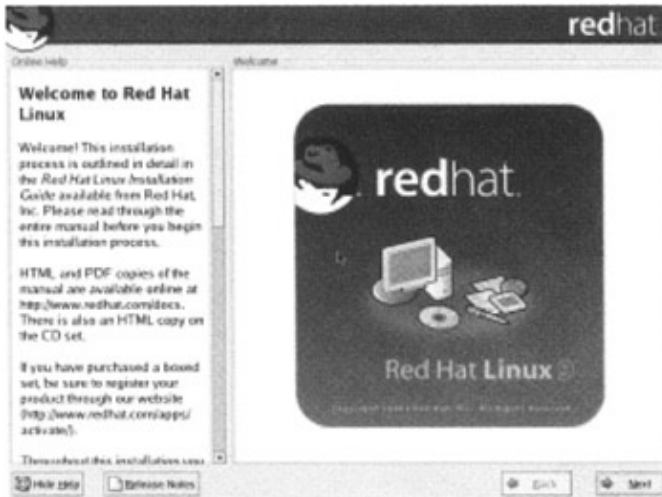 redhat
Online Help
Welcome
Welcome to Red Hat
Linux
Welcome! This installation
process is outlined in detail in
the Red Hat Linux Installation
Guide available from Red Hat,
Inc. Please read through the
entire manual before you begin
this installation process.
HTML and PDF copies of the
manual are available online at
http://www.redhat.com/docs.
There is also an HTML copy on
the CD set.
If you have purchased a boxed
set, be sure to register your
product through our website
(http://www.redhat.com/apps/
activate/).
Throughout this installation you
redhat.
Red Hat Linux
Hide Help
Release Notes
Back
Next